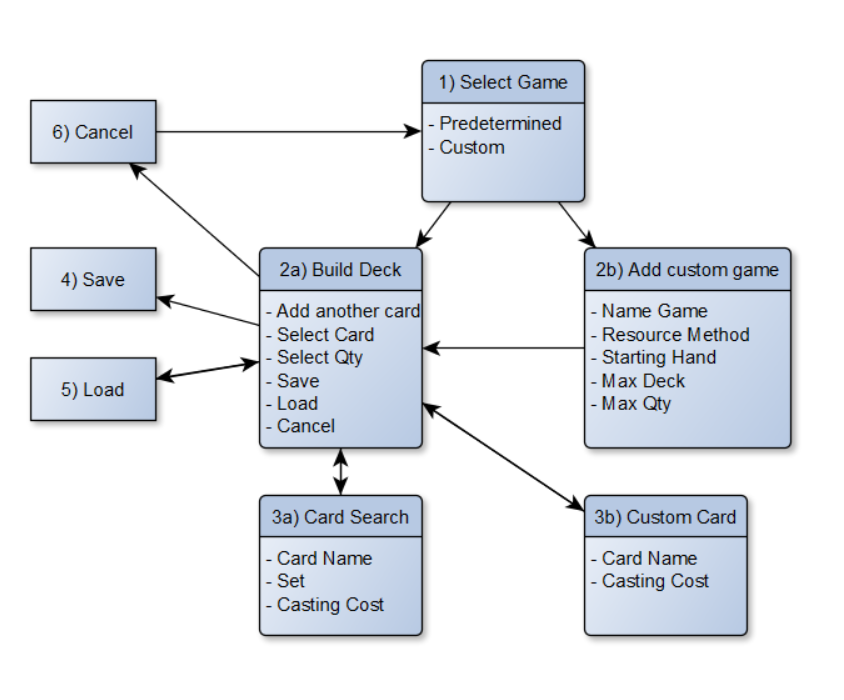 1) Select Game
- Predetermined
- Custom
6) Cancel
4) Save
5) Load
2a) Build Deck
- Add another card
- Select Card
- Select Qty
- Save
- Load
- Cancel
2b) Add custom game
- Name Game
- Resource Method
- Starting Hand
- Max Deck
- Max Qty
3a) Card Search
- Card Name
- Set
- Casting Cost
3b) Custom Card
- Card Name
- Casting Cost